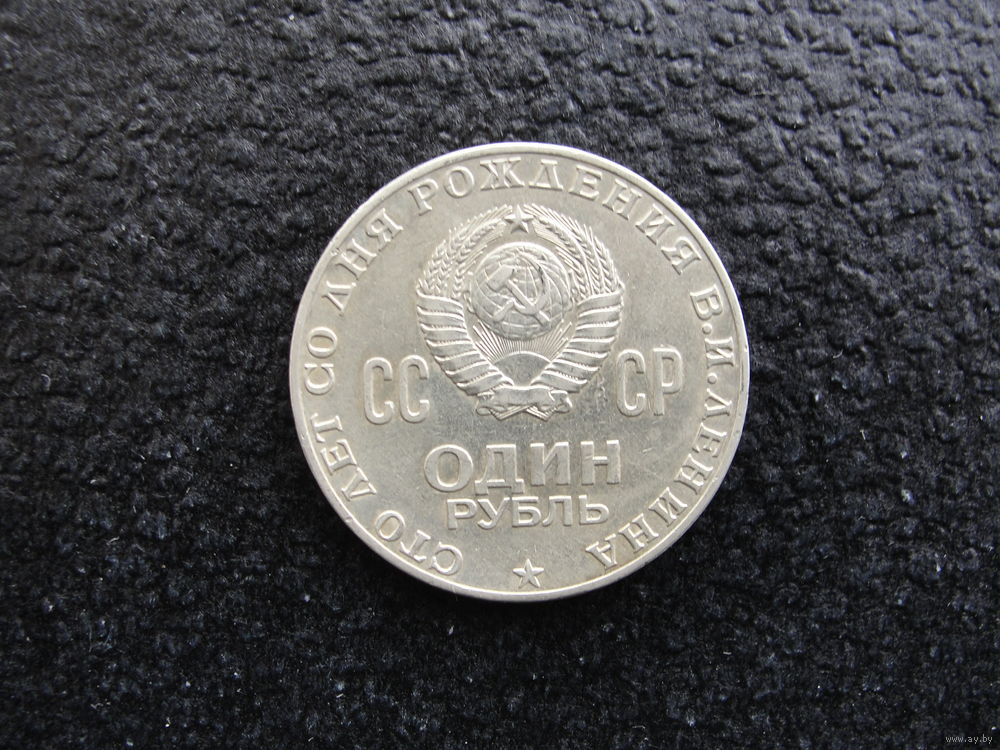 СТО ЛЕТ СО ДНЯ РОЖДЕНИЯ В.И.ЛЕНИНА
СС СР
ОДИН
РУБЛЬ
www.ay.by